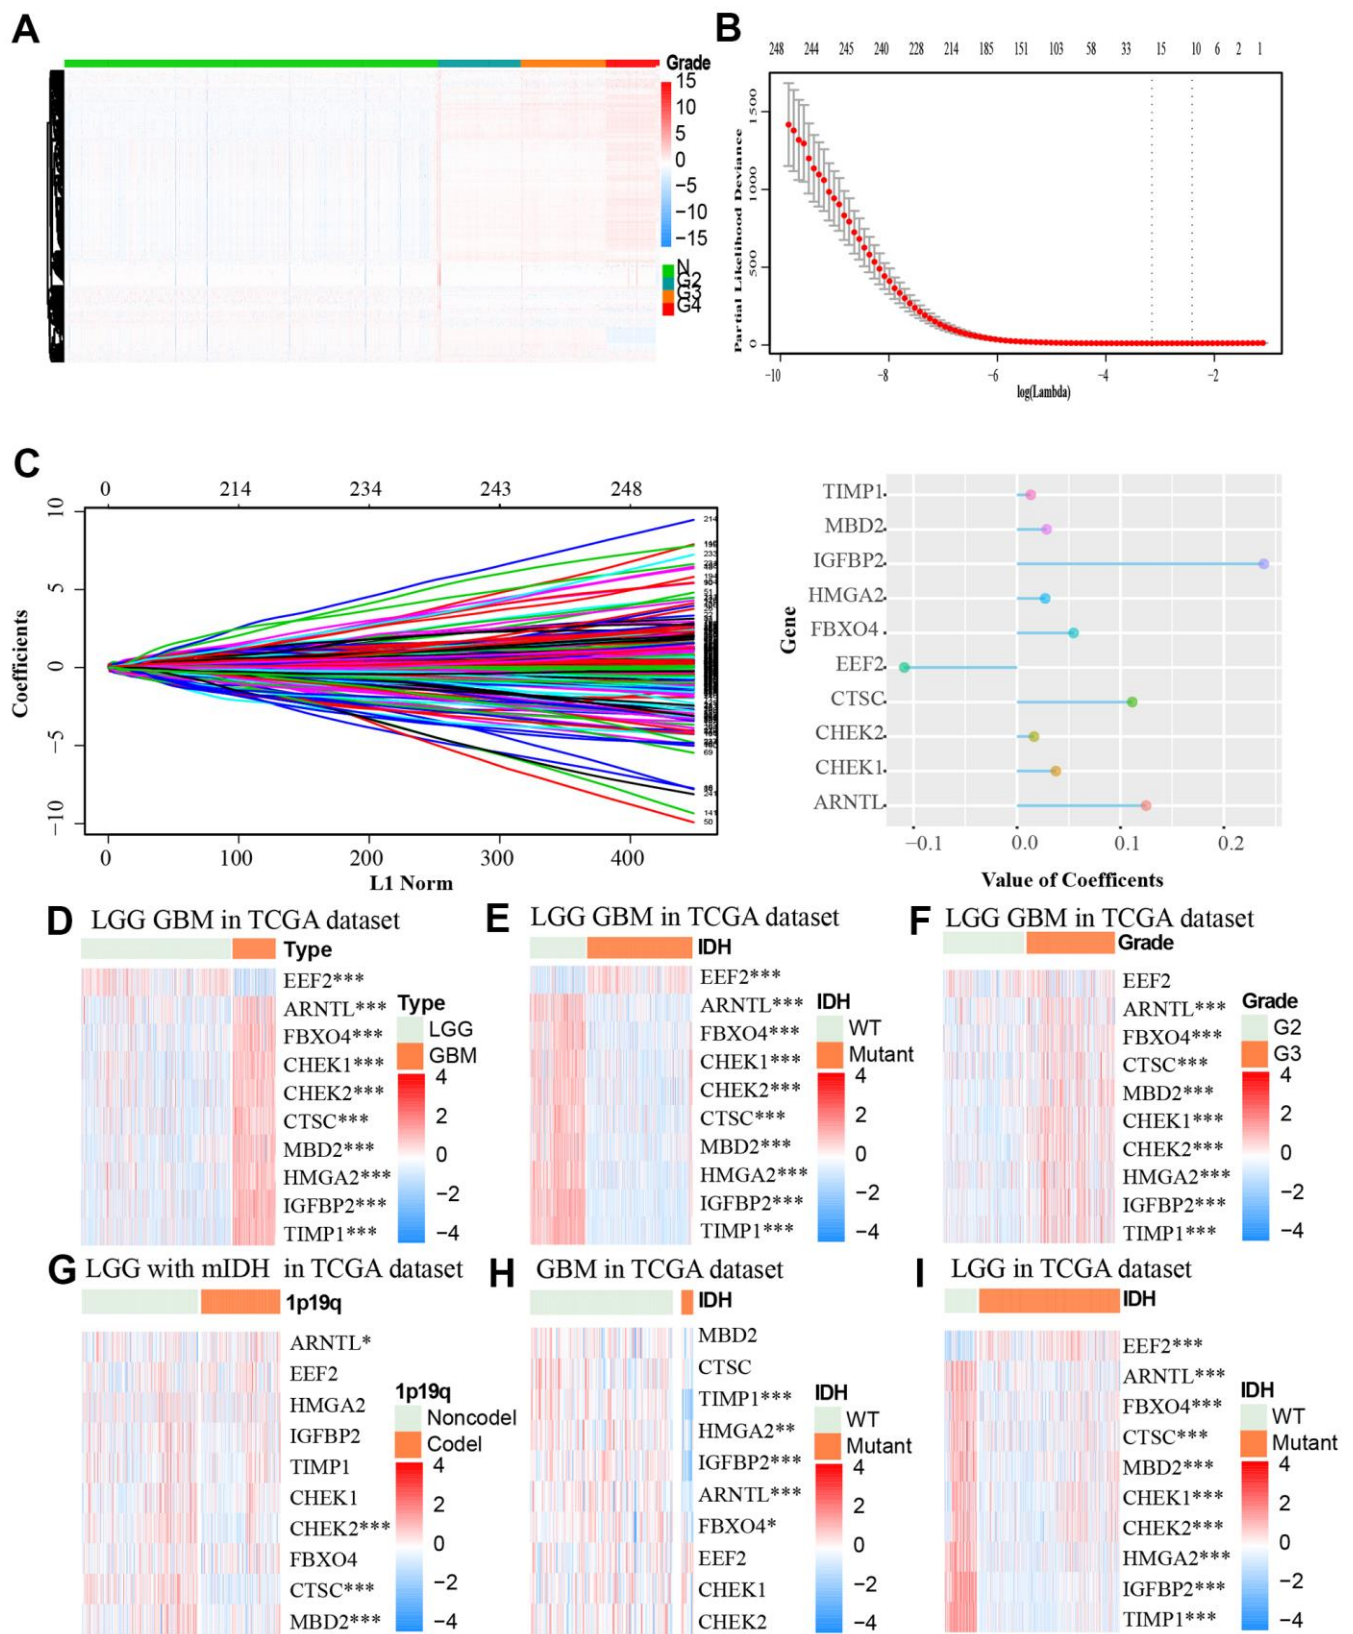 A
Grade
15
10
5
0
−5
−10
−15
N
G2
G3
G4
B
248 244 245 240 228 214 185 151 103 58 33 15 10 6 2 1
Partial Likelihood Deviance
1500
1000
500
0
−10 −8 −6 −4 −2
log(Lambda)
C
0 214 234 243 248
Coefficients
10
5
0
−5
−10
214
233
69
241
141
50
0 100 200 300 400
L1 Norm
Gene
TIMP1
MBD2
IGFBP2
HMGA2
FBXO4
EEF2
CTSC
CHEK2
CHEK1
ARNTL
−0.1 0.0 0.1 0.2
Value of Coefficents
D
LGG GBM in TCGA dataset
Type
EEF2***
ARNTL***
FBXO4***
CHEK1***
CHEK2***
CTSC***
MBD2***
HMGA2***
IGFBP2***
TIMP1***
Type
LGG
GBM
4
2
0
−2
−4
E
LGG GBM in TCGA dataset
IDH
EEF2***
ARNTL***
FBXO4***
CHEK1***
CHEK2***
CTSC***
MBD2***
HMGA2***
IGFBP2***
TIMP1***
IDH
WT
Mutant
4
2
0
−2
−4
F
LGG GBM in TCGA dataset
Grade
EEF2
ARNTL***
FBXO4***
CTSC***
MBD2***
CHEK1***
CHEK2***
HMGA2***
IGFBP2***
TIMP1***
Grade
G2
G3
4
2
0
−2
−4
G
LGG with mIDH in TCGA dataset
1p19q
ARNTL*
EEF2
HMGA2
IGFBP2
TIMP1
CHEK1
CHEK2***
FBXO4
CTSC***
MBD2***
1p19q
Noncodel
Codel
4
2
0
−2
−4
H
GBM in TCGA dataset
IDH
MBD2
CTSC
TIMP1***
HMGA2**
IGFBP2***
ARNTL***
FBXO4*
EEF2
CHEK1
CHEK2
IDH
WT
Mutant
4
2
0
−2
−4
I
LGG in TCGA dataset
IDH
EEF2***
ARNTL***
FBXO4***
CTSC***
MBD2***
CHEK1***
CHEK2***
HMGA2***
IGFBP2***
TIMP1***
IDH
WT
Mutant
4
2
0
−2
−4